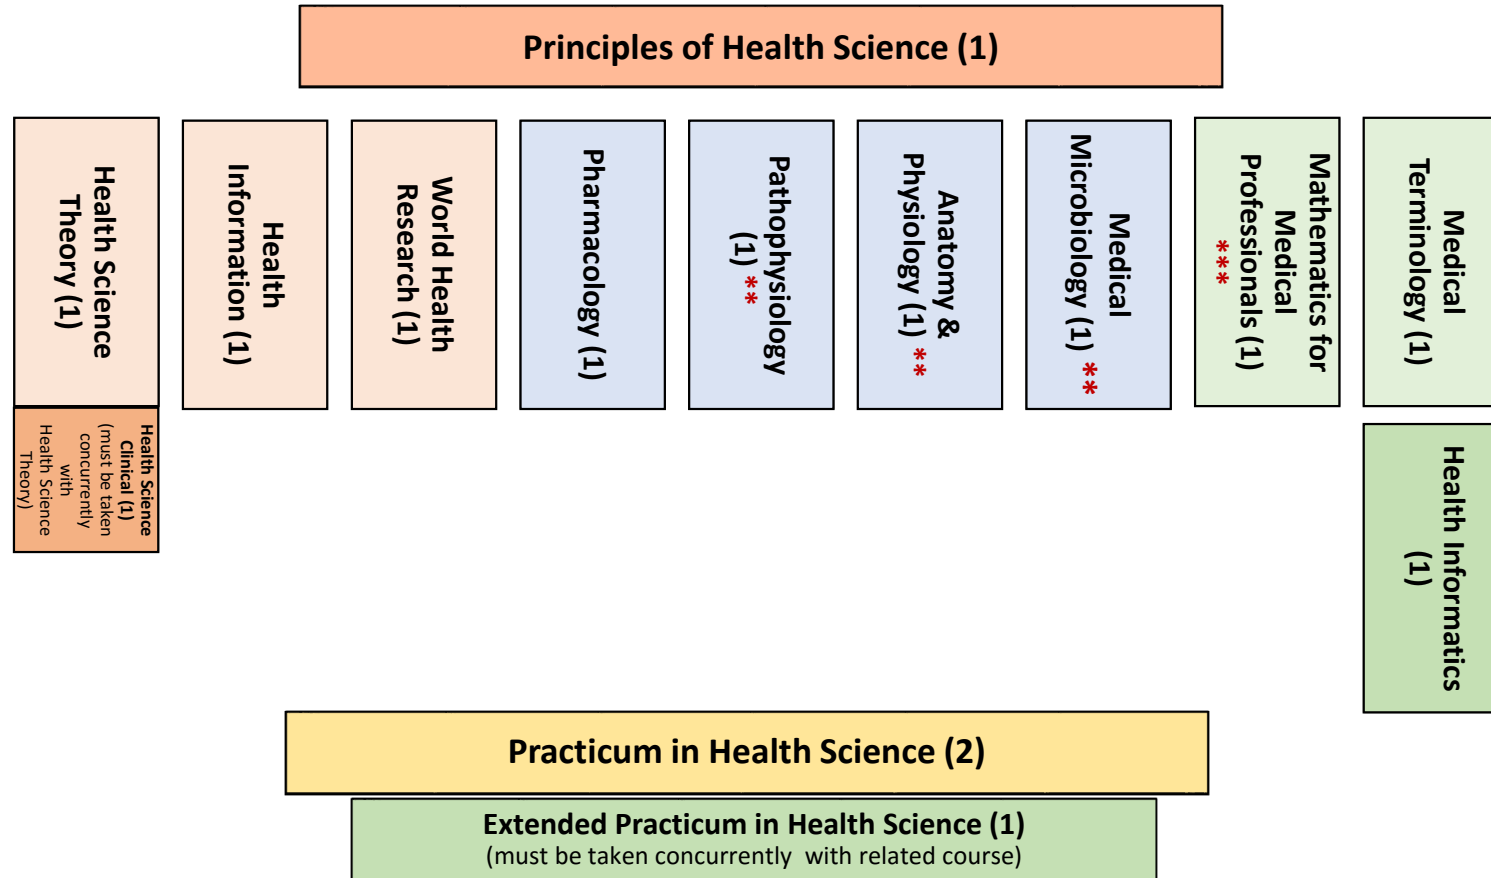 Principles of Health Science (1)
Health Science
Theory (1)
Health Science
Clinical (1)
(must be taken
concurrently
with
Health Science
Theory)
Health
Information (1)
World Health
Research (1)
Pharmacology (1)
Pathophysiology
(1) **
Anatomy &
Physiology (1) **
Medical
Microbiology (1) **
Mathematics for
Medical
Professionals (1)
***
Medical
Terminology (1)
Health Informatics
(1)
Practicum in Health Science (2)
Extended Practicum in Health Science (1)
(must be taken concurrently with related course)